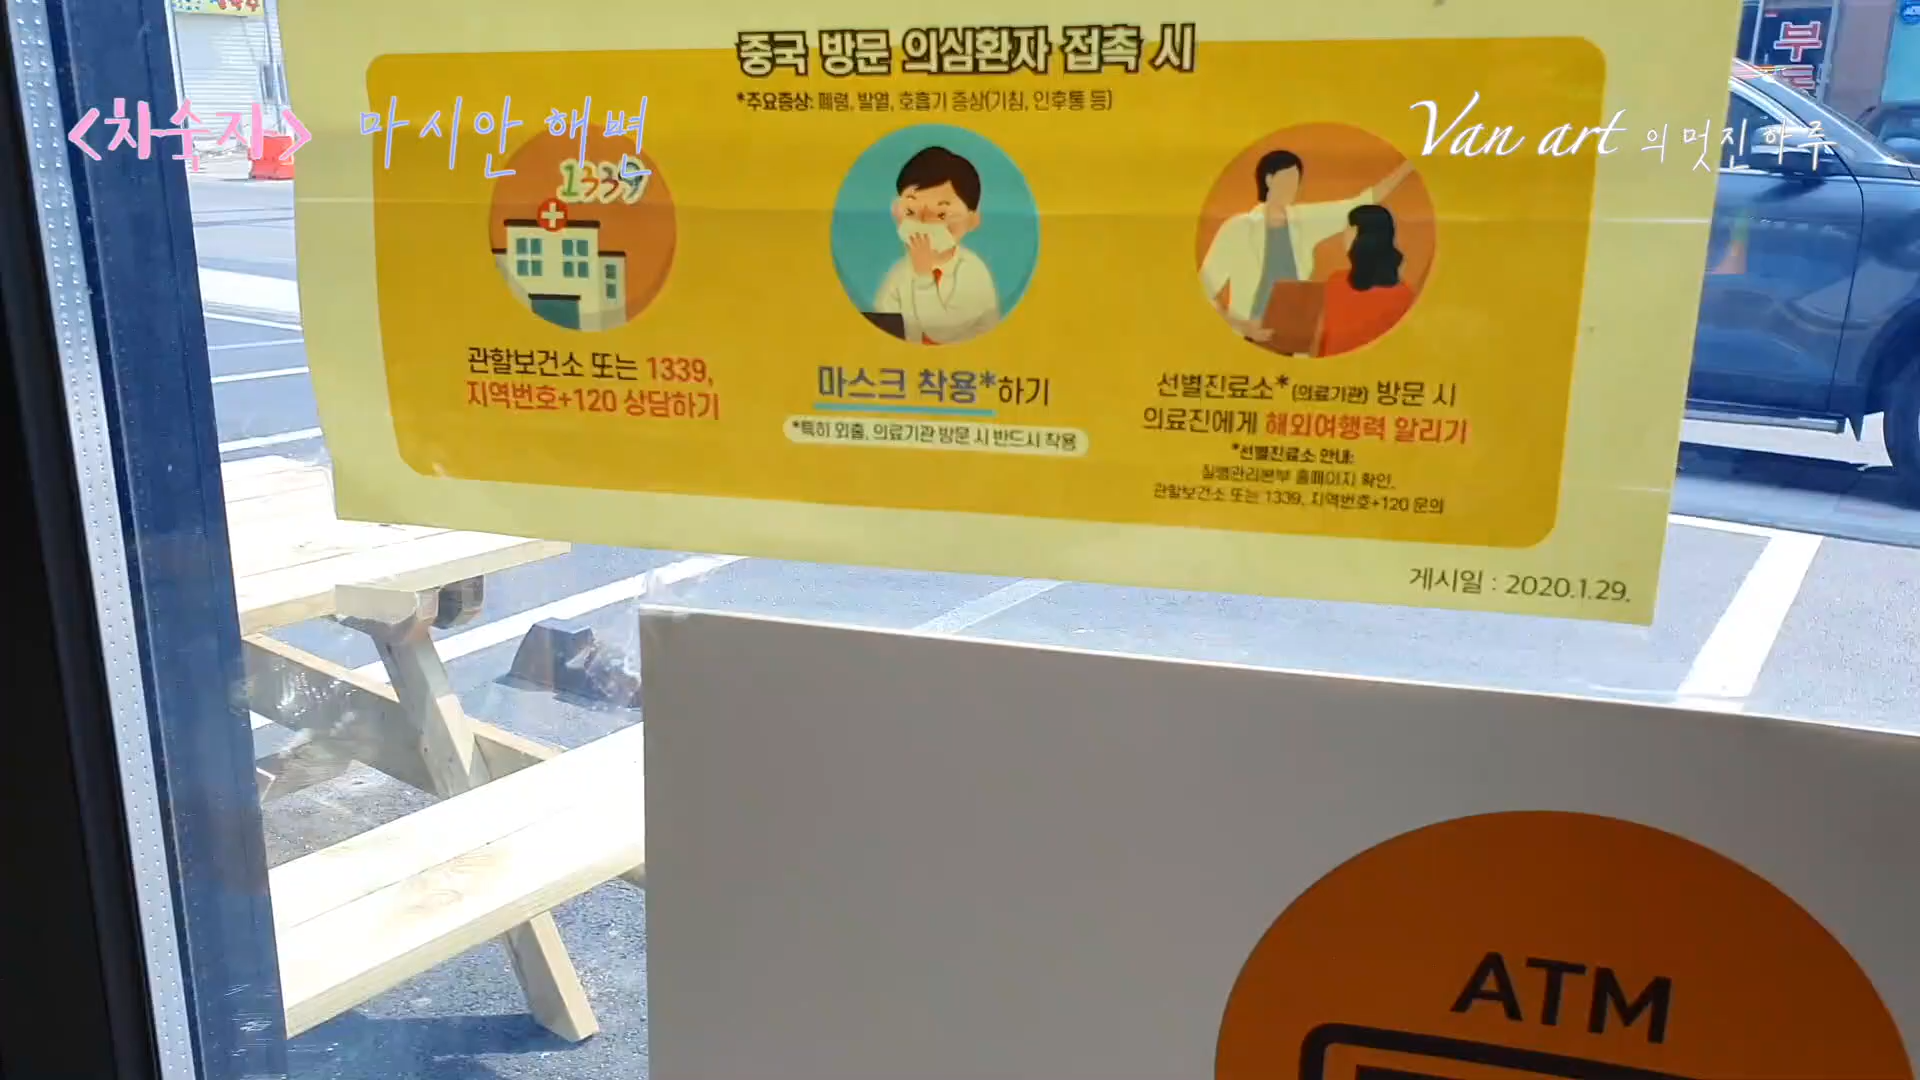 중국 방문 의심환자 접촉 시
*주요증상: 폐렴, 발열, 호흡기 증상(기침, 인후통 등)
<차숙지> 마시안 해변
Van art 의 멋진 하루
부
1339
관할보건소 또는 1339,
지역번호+120 상담하기
마스크 착용*하기
*특히 외출, 의료기관 방문 시 반드시 착용
선별진료소*(의료기관) 방문 시
의료진에게 해외여행력 알리기
*선별진료소 안내:
질병관리본부 홈페이지 확인,
관할보건소 또는 1339, 지역번호+120 문의
게시일 : 2020.1.29.
ATM